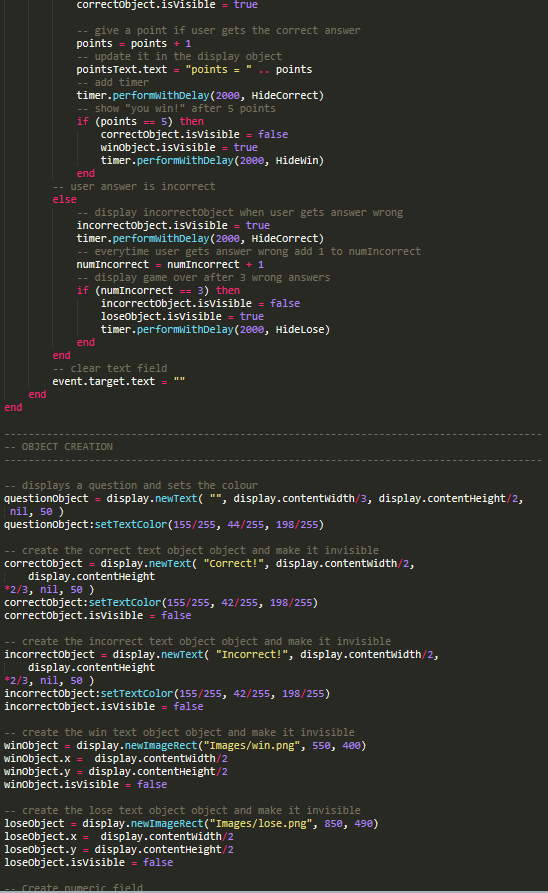 correctObject.isVisible = true

-- give a point if user gets the correct answer
points = points + 1
-- update it in the display object
pointsText.text = "points = " .. points
-- add timer
timer.performWithDelay(2000, HideCorrect)
-- show "you win!" after 5 points
if (points == 5) then
correctObject.isVisible = false
winObject.isVisible = true
timer.performWithDelay(2000, HideWin)
end
-- user answer is incorrect
else
-- display incorrectObject when user gets answer wrong
incorrectObject.isVisible = true
timer.performWithDelay(2000, HideCorrect)
-- everytime user gets answer wrong add 1 to numIncorrect
numIncorrect = numIncorrect + 1
-- display game over after 3 wrong answers
if (numIncorrect == 3) then
incorrectObject.isVisible = false
loseObject.isVisible = true
timer.performWithDelay(2000, HideLose)
end
end
-- clear text field
event.target.text = ""
end
end

-----------------------------------------------------------------------------------------
-- OBJECT CREATION
-----------------------------------------------------------------------------------------

-- displays a question and sets the colour
questionObject = display.newText( "", display.contentWidth/3, display.contentHeight/2,
nil, 50 )
questionObject:setTextColor(155/255, 44/255, 198/255)

-- create the correct text object object and make it invisible
correctObject = display.newText( "Correct!", display.contentWidth/2,
display.contentHeight
*2/3, nil, 50 )
correctObject:setTextColor(155/255, 42/255, 198/255)
correctObject.isVisible = false

-- create the incorrect text object object and make it invisible
incorrectObject = display.newText( "Incorrect!", display.contentWidth/2,
display.contentHeight
*2/3, nil, 50 )
incorrectObject:setTextColor(155/255, 42/255, 198/255)
incorrectObject.isVisible = false

-- create the win text object object and make it invisible
winObject = display.newImageRect("Images/win.png", 550, 400)
winObject.x =  display.contentWidth/2
winObject.y = display.contentHeight/2
winObject.isVisible = false

-- create the lose text object object and make it invisible
loseObject = display.newImageRect("Images/lose.png", 850, 490)
loseObject.x =  display.contentWidth/2
loseObject.y = display.contentHeight/2
loseObject.isVisible = false

-- Create numeric field